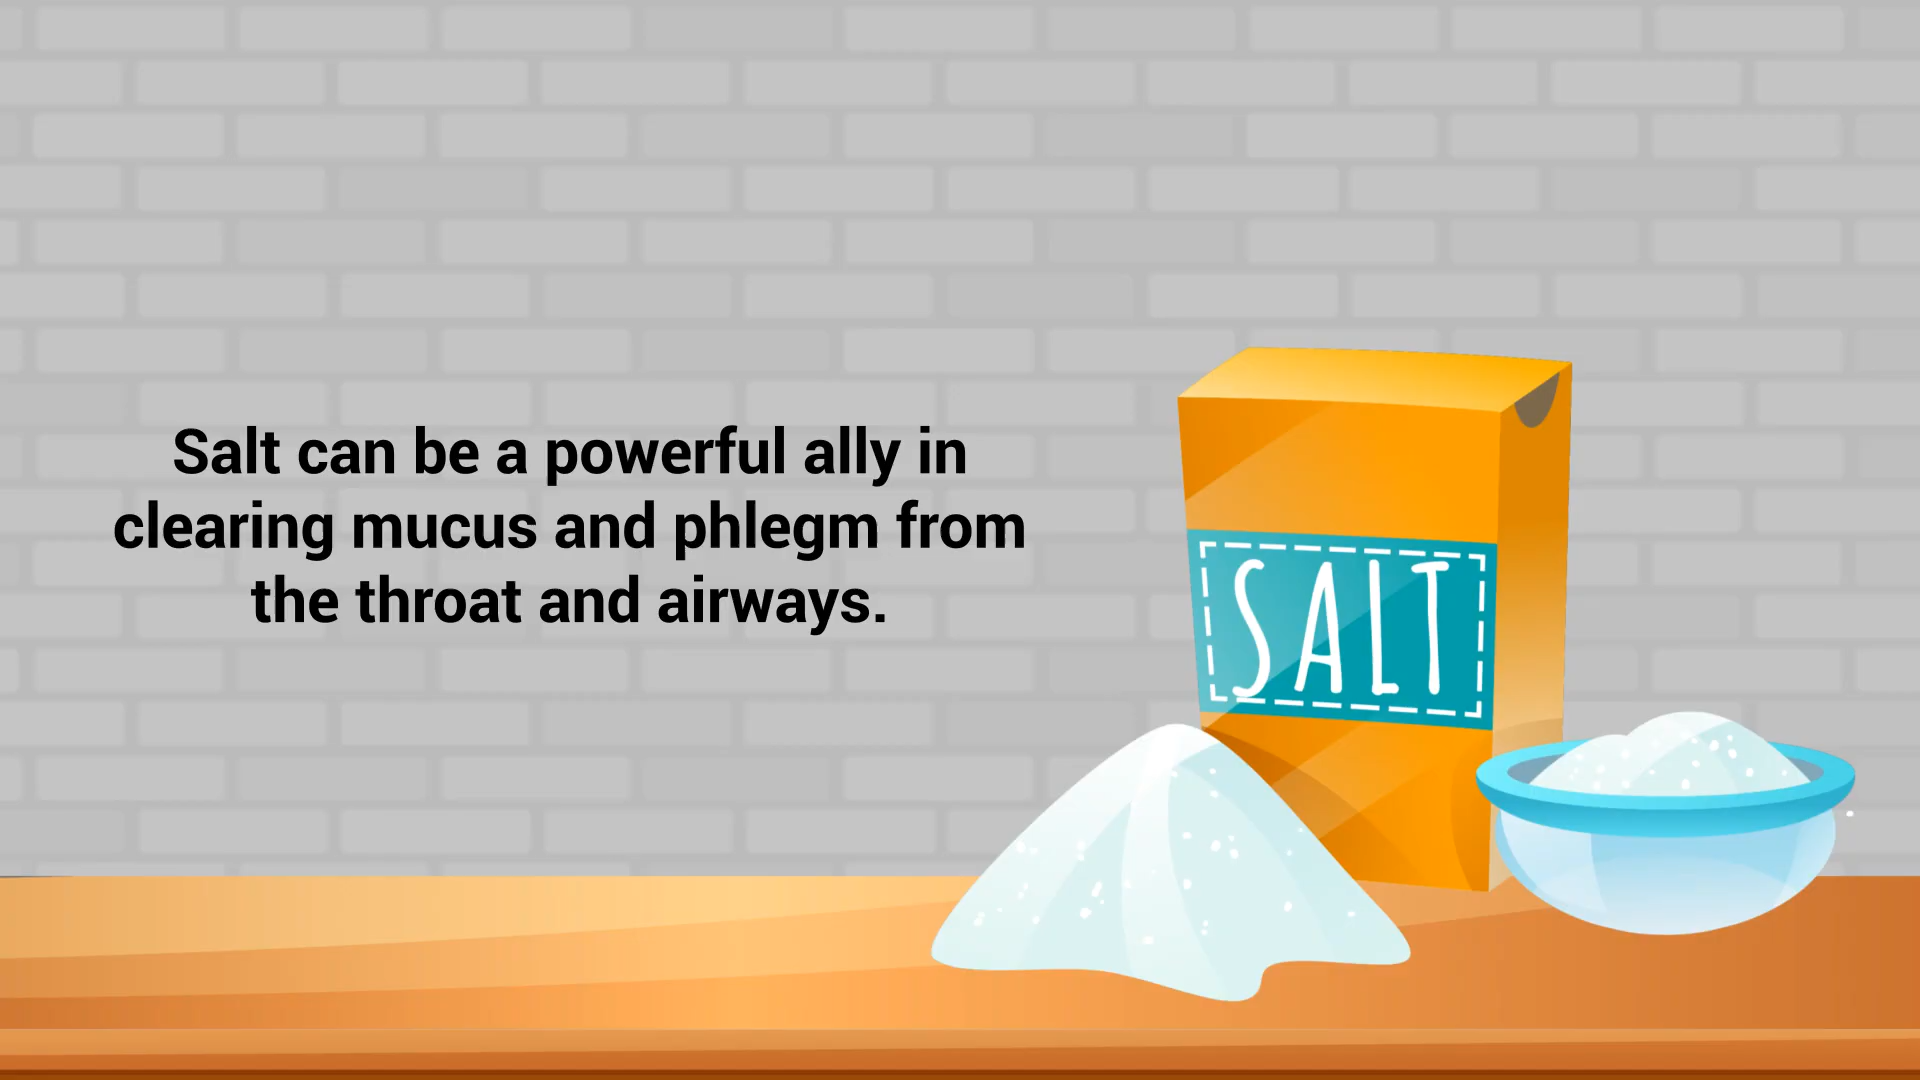 Salt can be a powerful ally in
clearing mucus and phlegm from
the throat and airways.
SALT